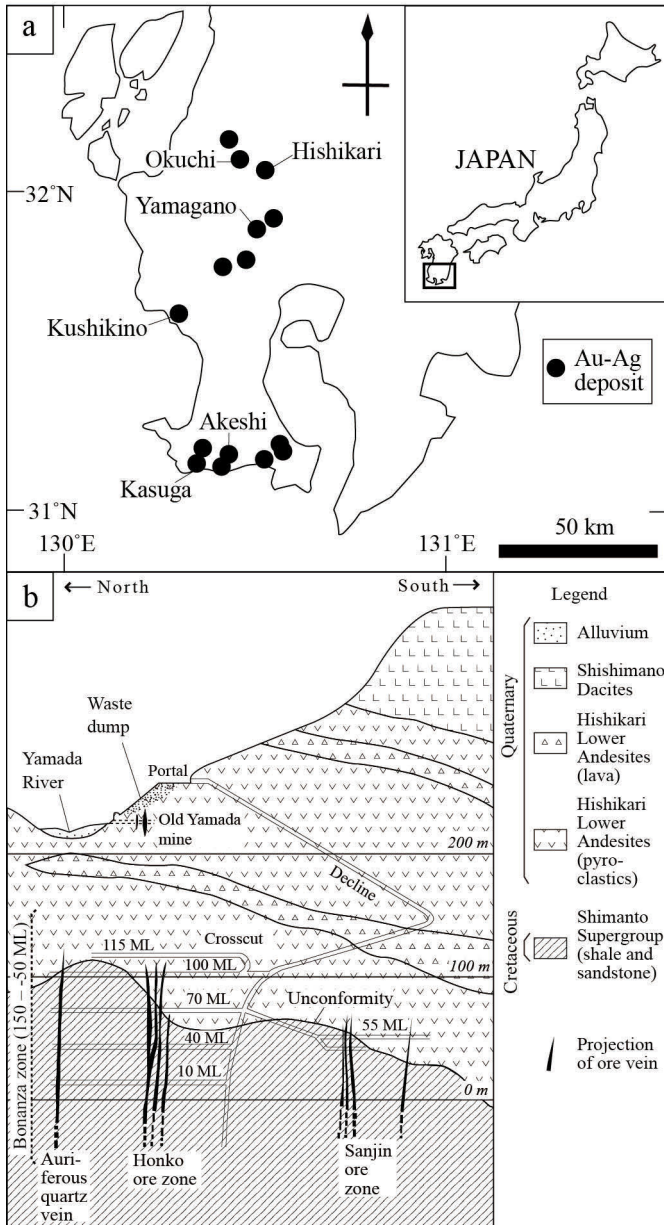 a
JAPAN
Okuchi
Hishikari
32°N
Yamagano
Kushikino
Au-Ag
deposit
Akeshi
Kasuga
31°N
130°E
131°E
50 km
b
← North
South →
Waste
dump
Yamada
River
Portal
Old Yamada
mine
200 m
Decline
115 ML
Crosscut
100 ML
100 m
70 ML
Unconformity
55 ML
40 ML
10 ML
0 m
Bonanza zone (150 – -50 ML)
Auri-
ferous
quartz
vein
Honko
ore zone
Sanjin
ore
zone
Legend
Quaternary
Alluvium
Shishimano
Dacites
Hishikari
Lower
Andesites
(lava)
Hishikari
Lower
Andesites
(pyro-
clastics)
Cretaceous
Shimanto
Supergroup
(shale and
sandstone)
Projection
of ore vein